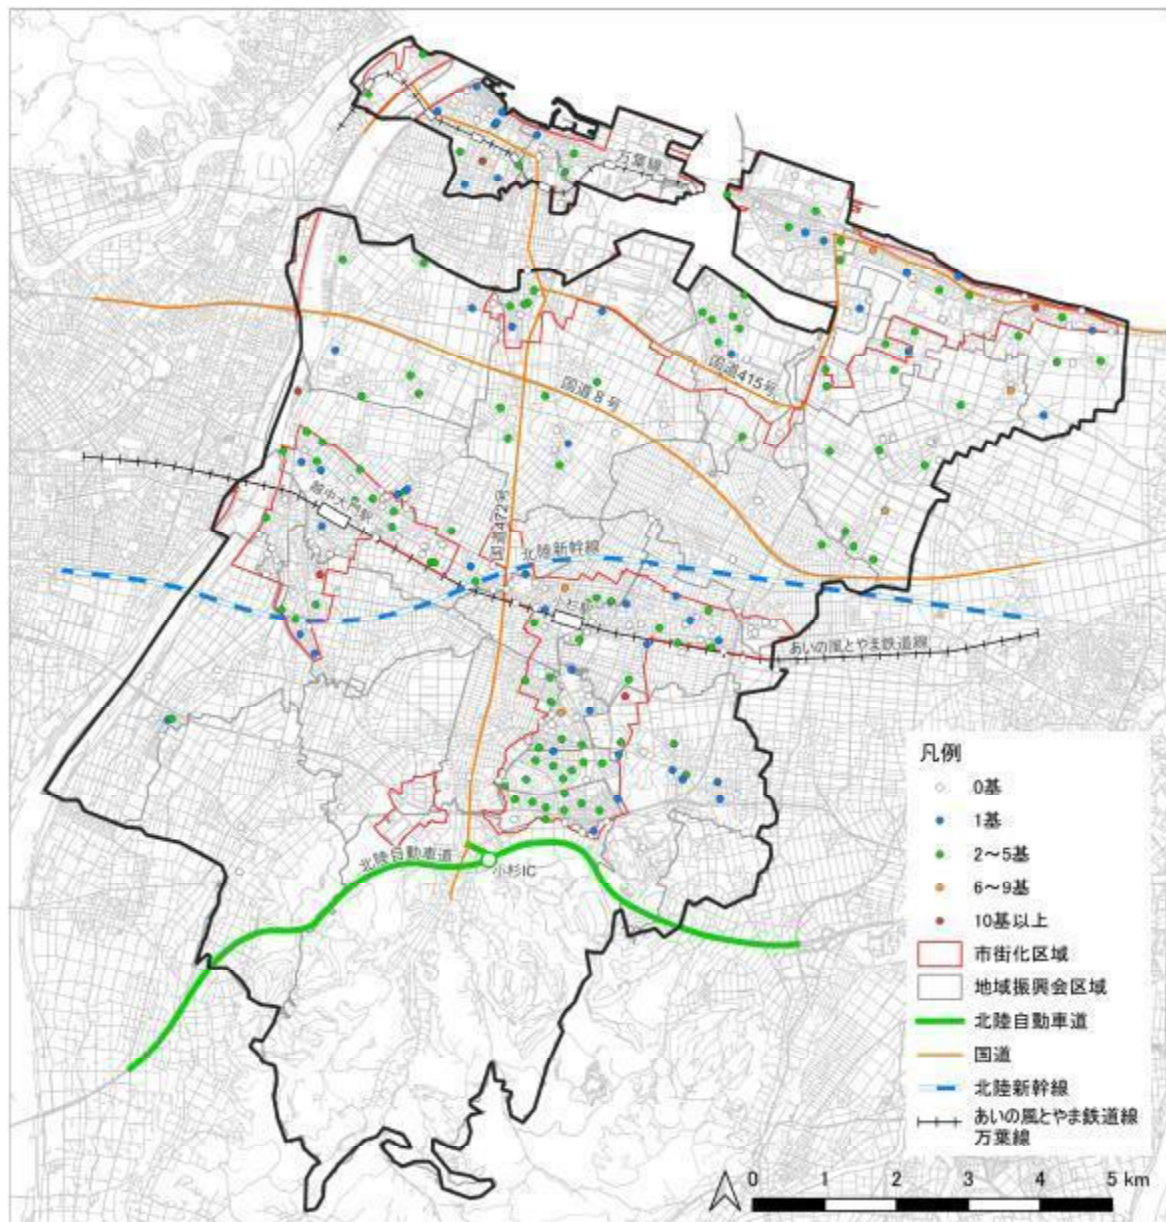 万葉線
国道415号
国道8号
越中大門駅
国道472号
北陸新幹線
小杉駅
あいの風とやま鉄道線
北陸自動車道
小杉IC
凡例
0基
1基
2～5基
6～9基
10基以上
市街化区域
地域振興会区域
北陸自動車道
国道
北陸新幹線
あいの風とやま鉄道線
万葉線
0 1 2 3 4 5 km